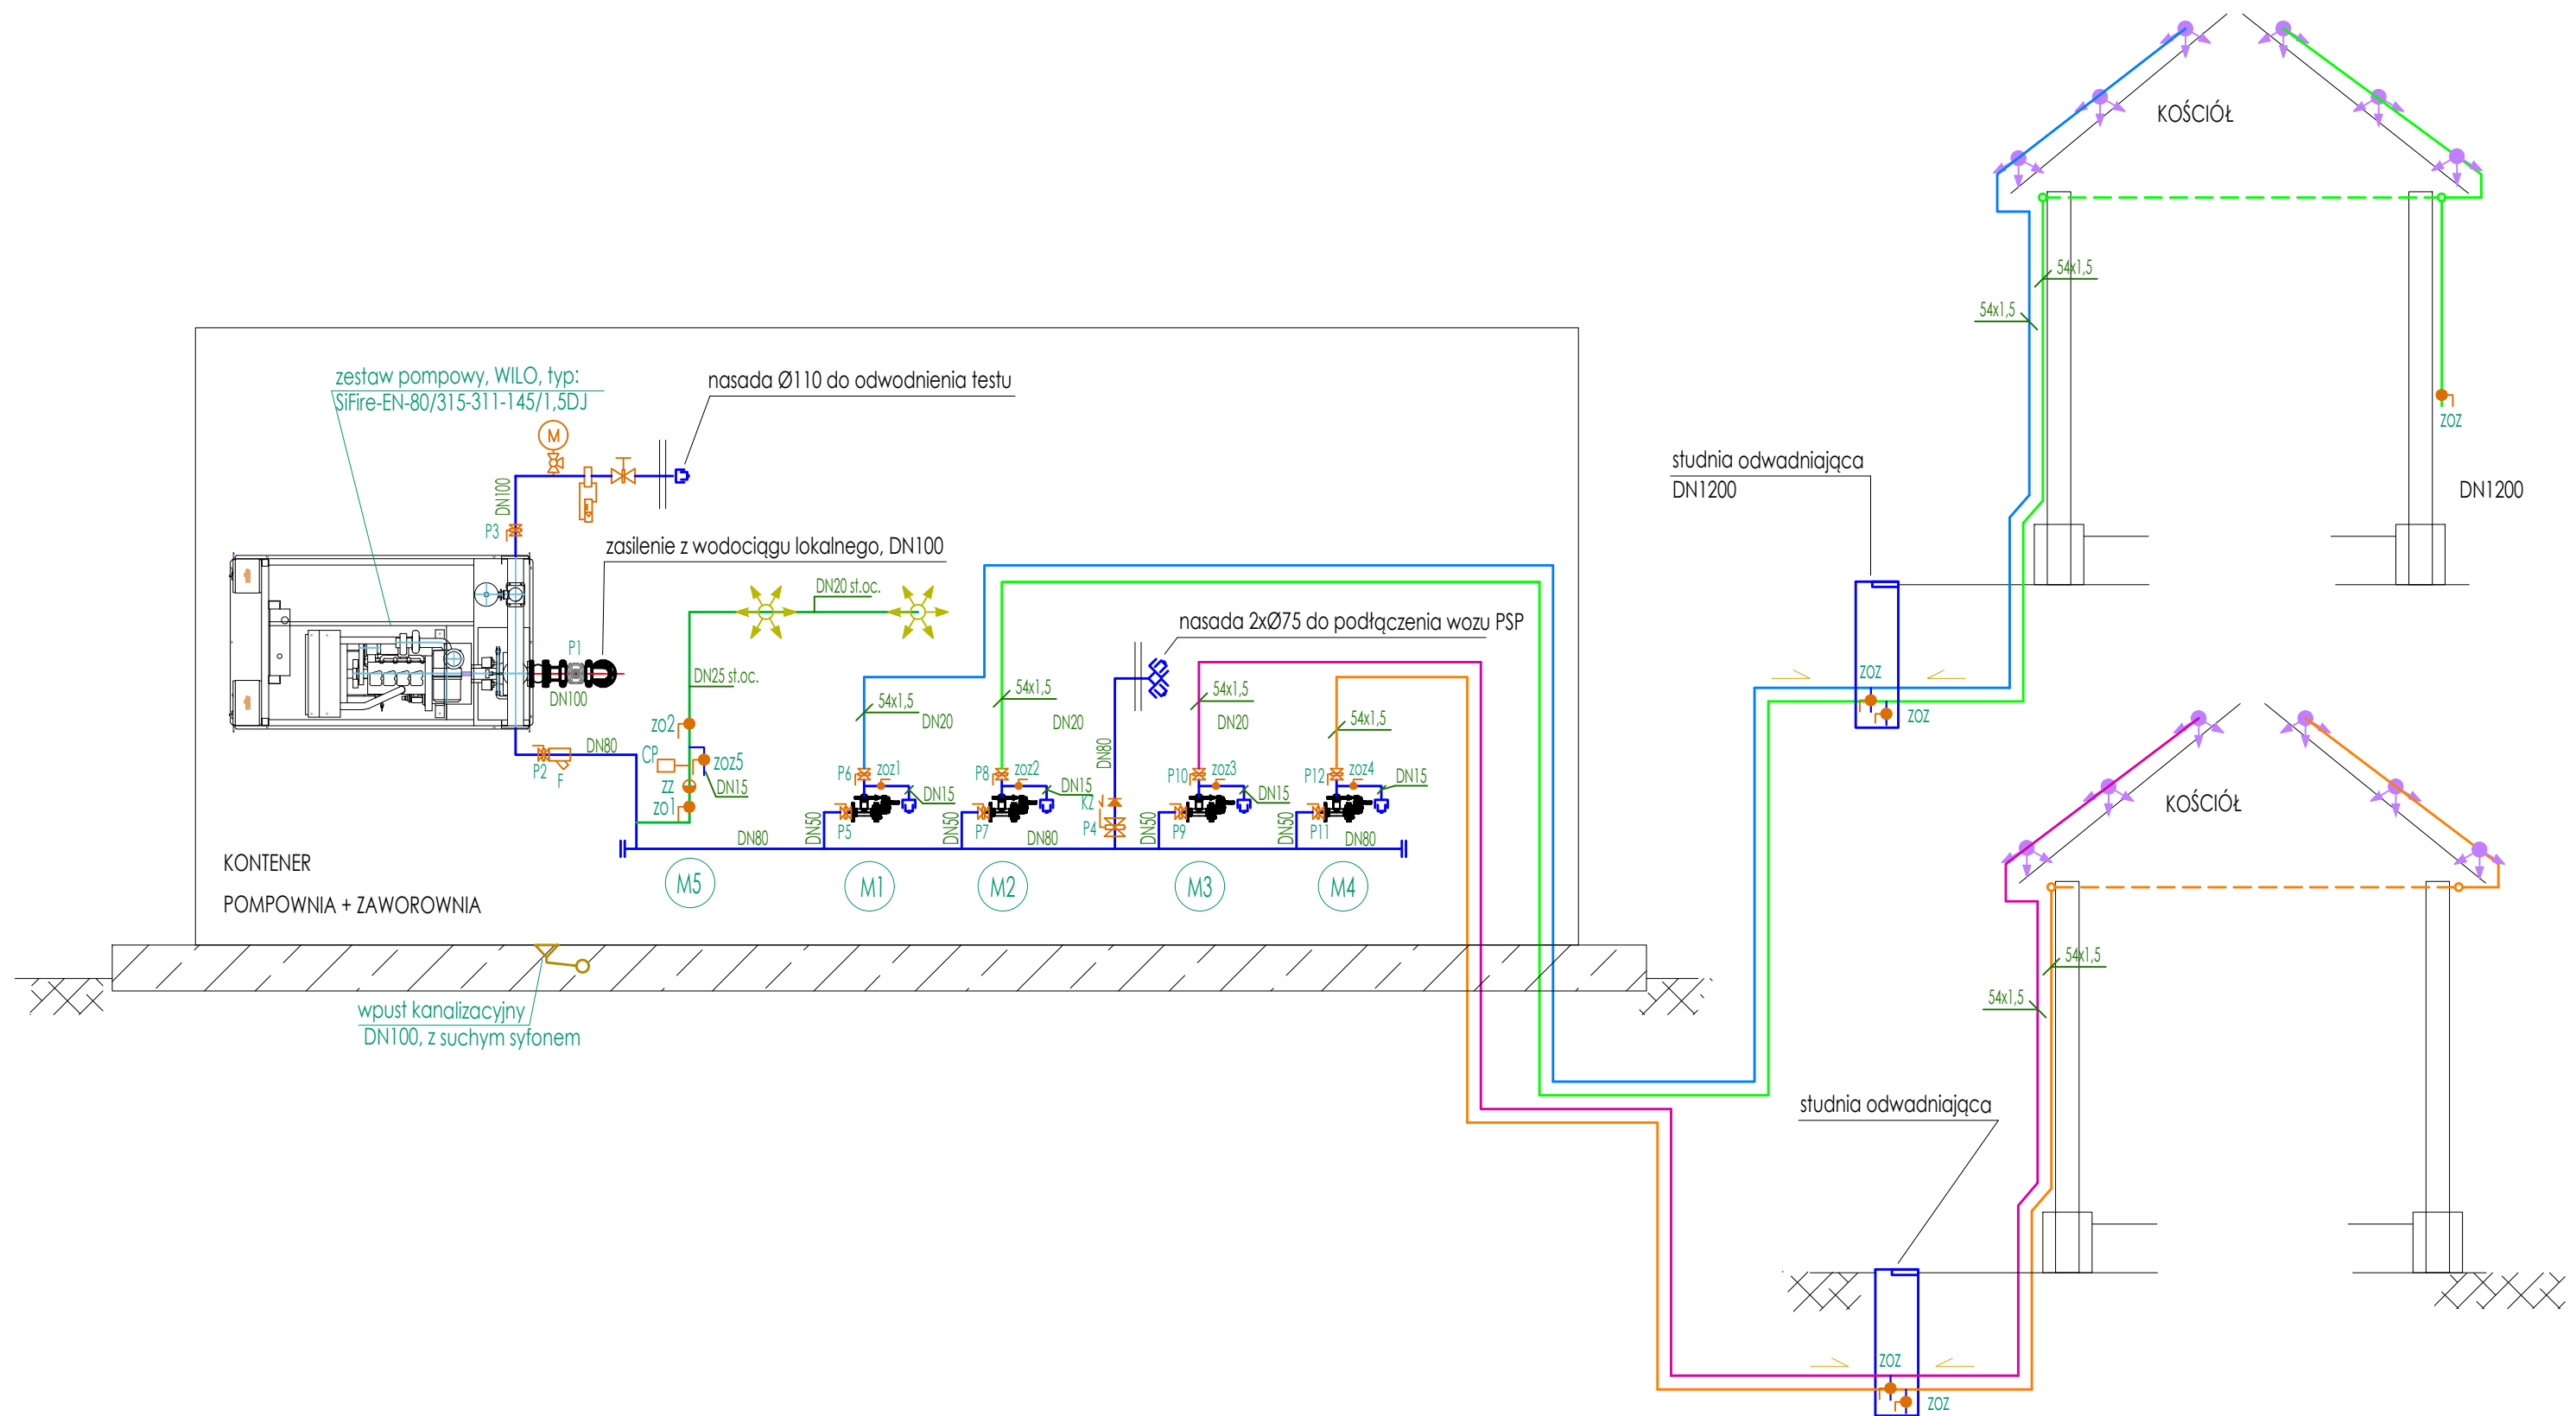 KOŚCIÓŁ
54x1,5
54x1,5
zestaw pompowy, WILO, typ:
SiFire-EN-80/315-311-145/1,5DJ
nasada Ø110 do odwodnienia testu
M
ZOZ
DN100
studnia odwadniająca
DN1200
DN1200
P3
zasilenie z wodociągu lokalnego, DN100
DN20 st.oc.
nasada 2xØ75 do podłączenia wozu PSP
P1
DN100
DN25 st.oc.
54x1,5
DN20
54x1,5
DN20
54x1,5
DN20
54x1,5
ZOZ
ZOZ
zo2
DN80
DN80
P2
F
CP
zoz5
DN15
ZZ
zo1
P6
zoz1
DN15
P8
zoz2
DN15
P10
zoz3
DN15
P12
zoz4
DN15
KZ
P4
P5
P7
P9
P11
DN50
DN50
DN50
DN50
DN80
DN80
DN80
KOŚCIÓŁ
KONTENER
POMPOWNIA + ZAWOROWNIA
M5
M1
M2
M3
M4
54x1,5
54x1,5
wpust kanalizacyjny
DN100, z suchym syfonem
studnia odwadniająca
ZOZ
ZOZ